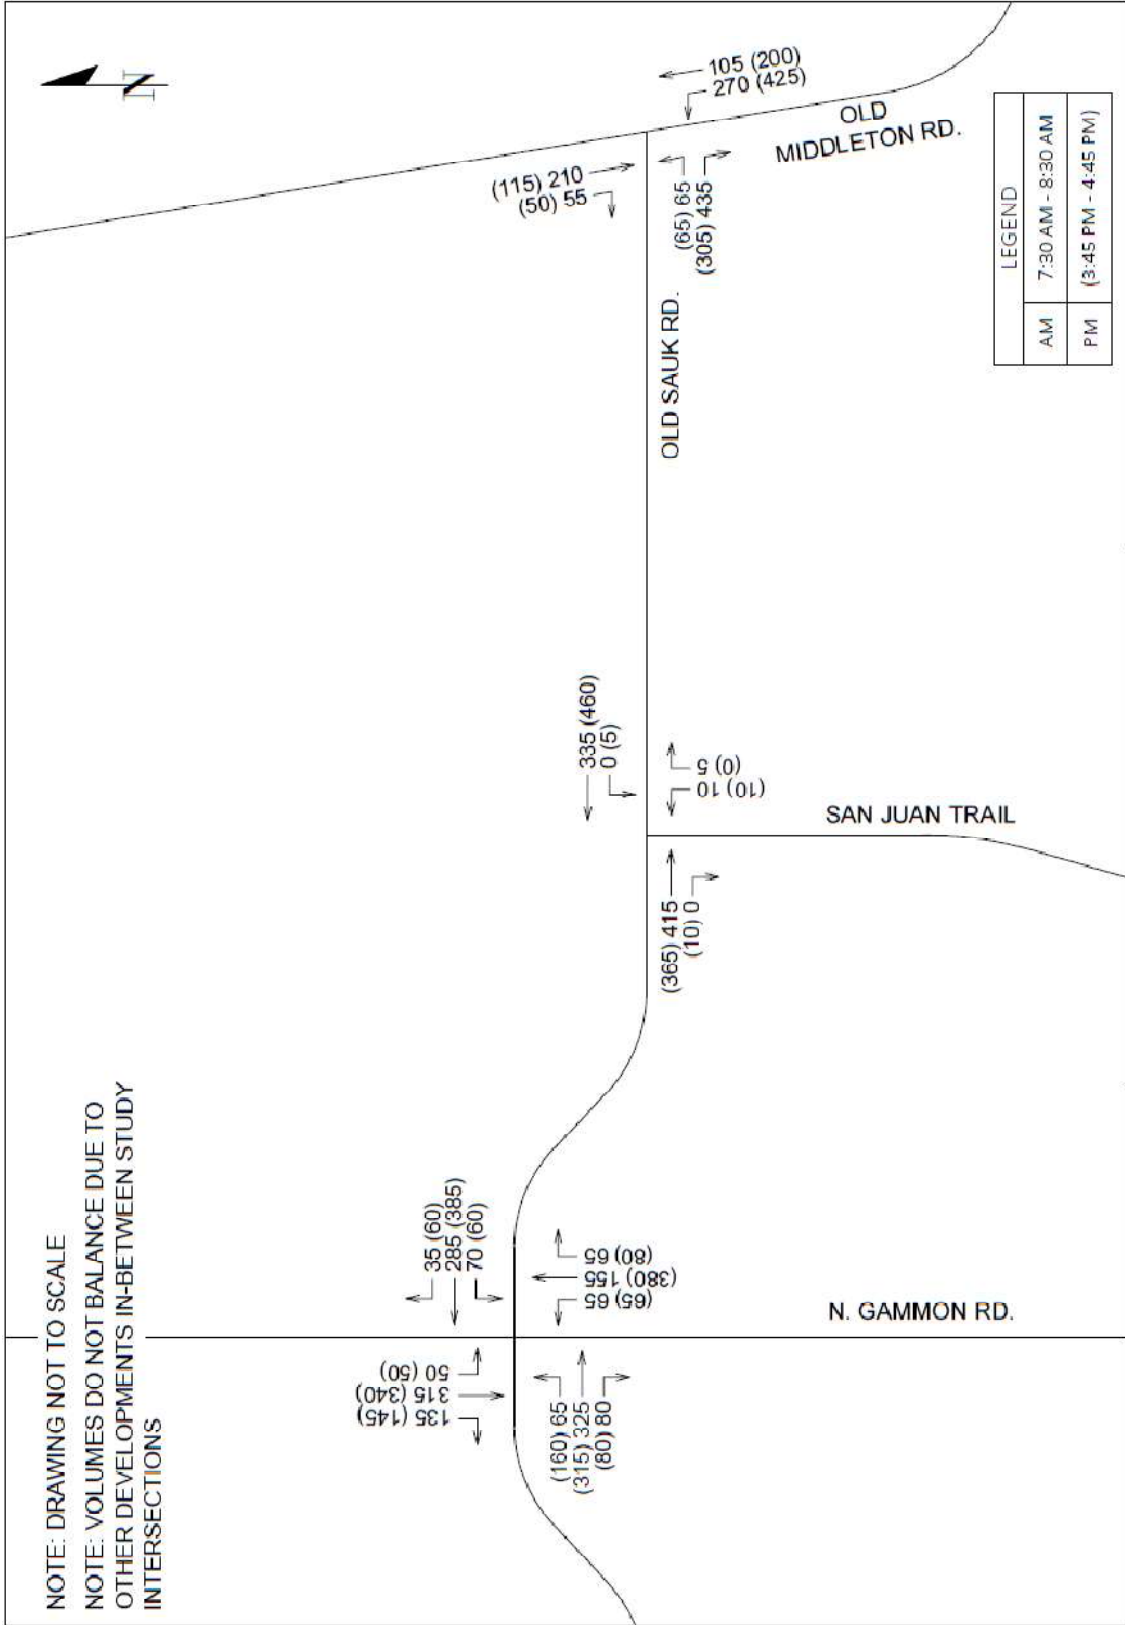 NOTE: DRAWING NOT TO SCALE
NOTE: VOLUMES DO NOT BALANCE DUE TO
OTHER DEVELOPMENTS IN-BETWEEN STUDY
INTERSECTIONS
N
135 (145)
315 (340)
50 (50)
35 (60)
285 (385)
70 (60)
(160) 65
(315) 325
(80) 80
(65) 65
(380) 155
(80) 65
N. GAMMON RD.
335 (460)
0 (5)
(365) 415
(10) 0
(10) 10
(0) 5
SAN JUAN TRAIL
OLD SAUK RD.
(115) 210
(50) 55
105 (200)
270 (425)
(65) 65
(305) 435
OLD
MIDDLETON RD.
LEGEND
AM 7:30 AM - 8:30 AM
PM (3:45 PM - 4:45 PM)